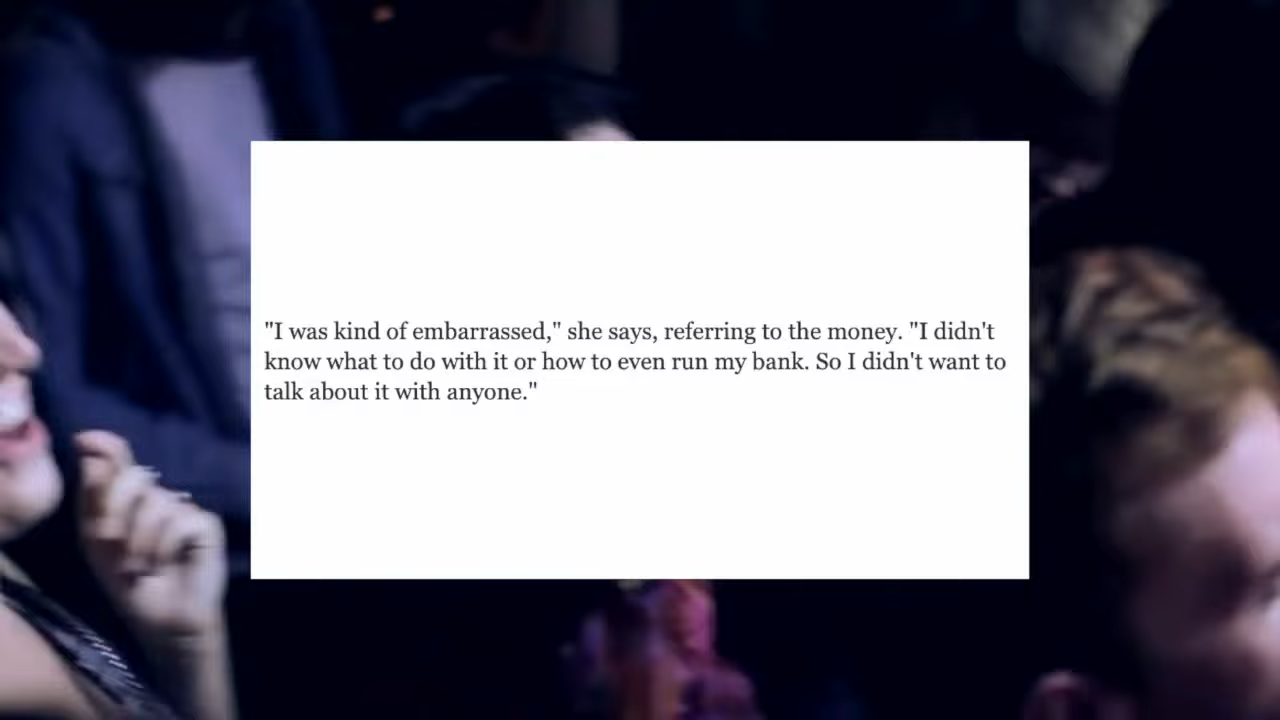 "I was kind of embarrassed," she says, referring to the money. "I didn't
know what to do with it or how to even run my bank. So I didn't want to
talk about it with anyone."